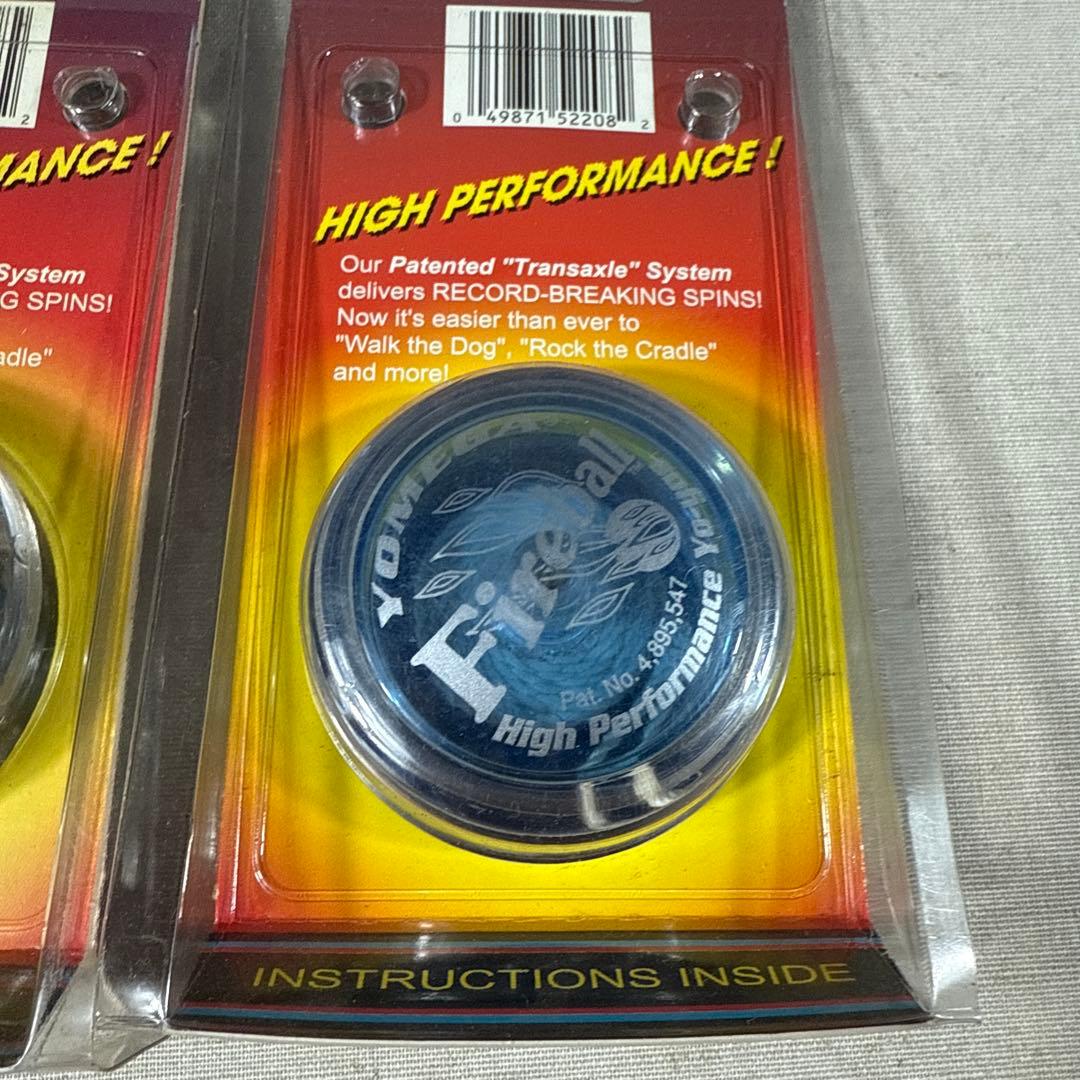 2
MANCE !
System
G SPINS!
adle"
0 49871 52208 2
HIGH PERFORMANCE !
Our Patented "Transaxle" System
delivers RECORD-BREAKING SPINS!
Now it's easier than ever to
"Walk the Dog", "Rock the Cradle"
and more!
YOMEGA®
Fireball™
Pat. No. 4,895,547
High Performance Yo-Yo®
INSTRUCTIONS INSIDE